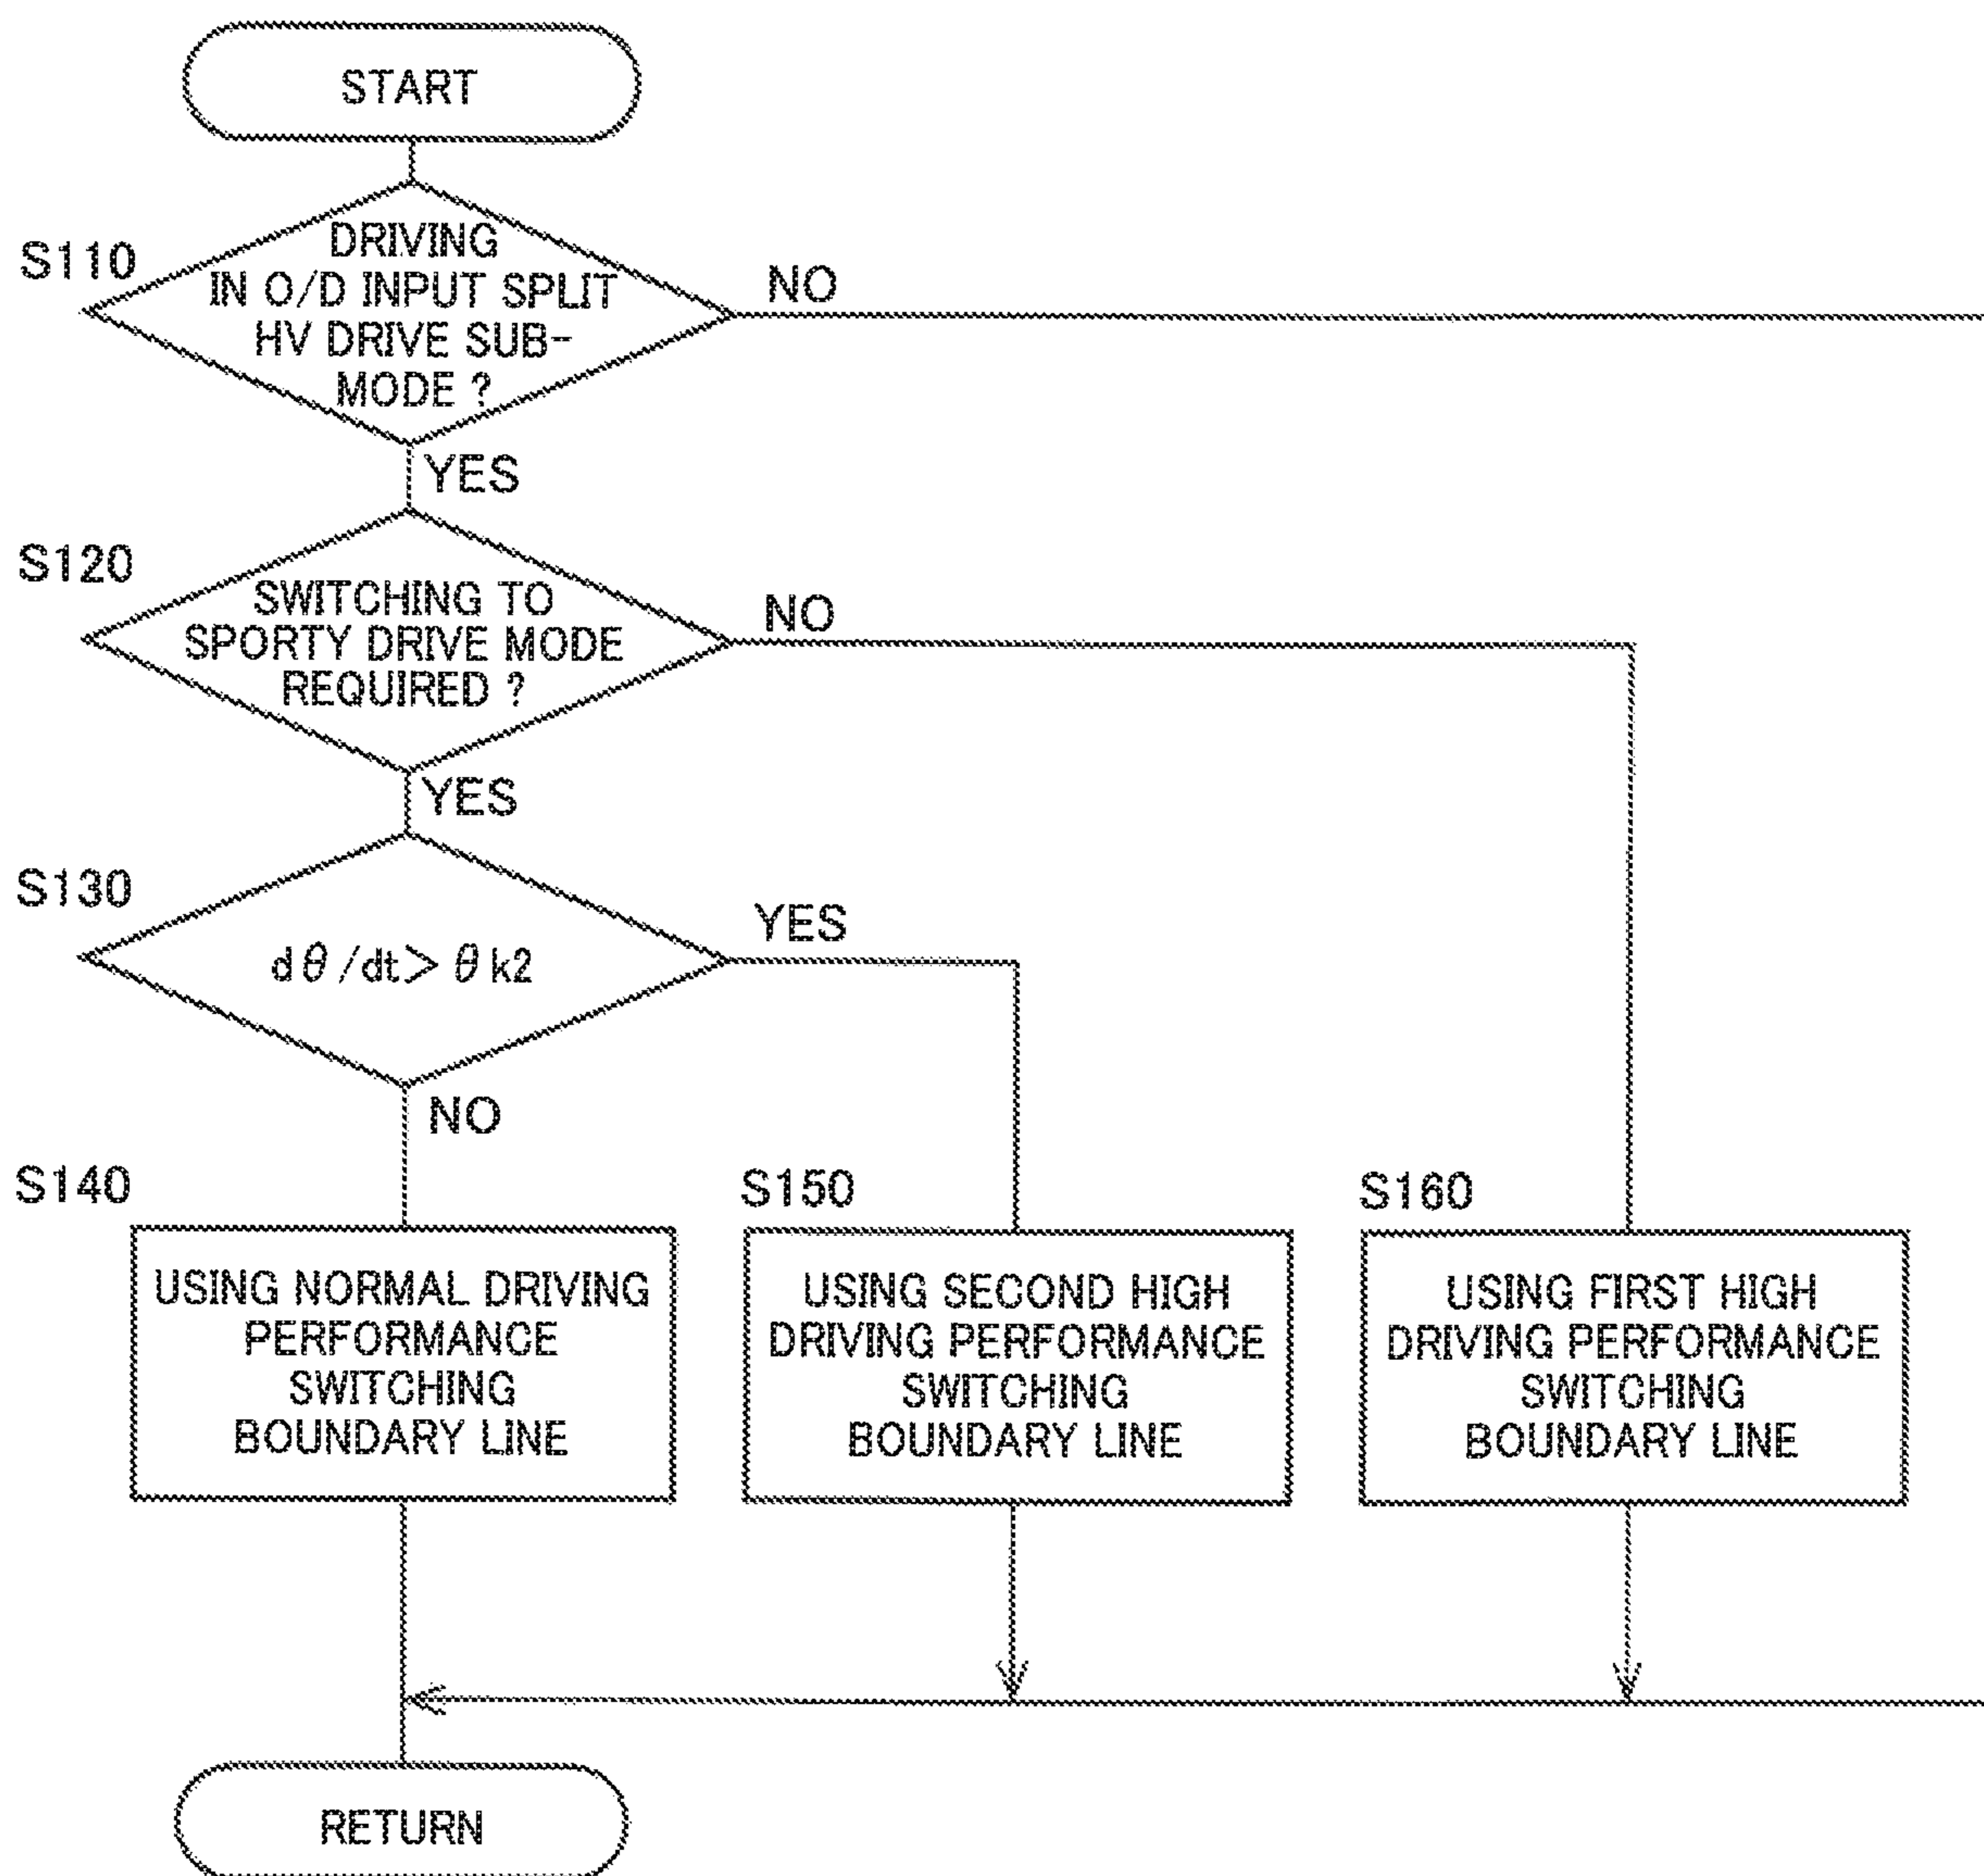 START
S110
DRIVING
IN O/D INPUT SPLIT
HV DRIVE SUB-
MODE ?
NO
YES
S120
SWITCHING TO
SPORTY DRIVE MODE
REQUIRED ?
NO
YES
S130
dθ/dt> θk2
YES
NO
S140
USING NORMAL DRIVING
PERFORMANCE
SWITCHING
BOUNDARY LINE
S150
USING SECOND HIGH
DRIVING PERFORMANCE
SWITCHING
BOUNDARY LINE
S160
USING FIRST HIGH
DRIVING PERFORMANCE
SWITCHING
BOUNDARY LINE
RETURN